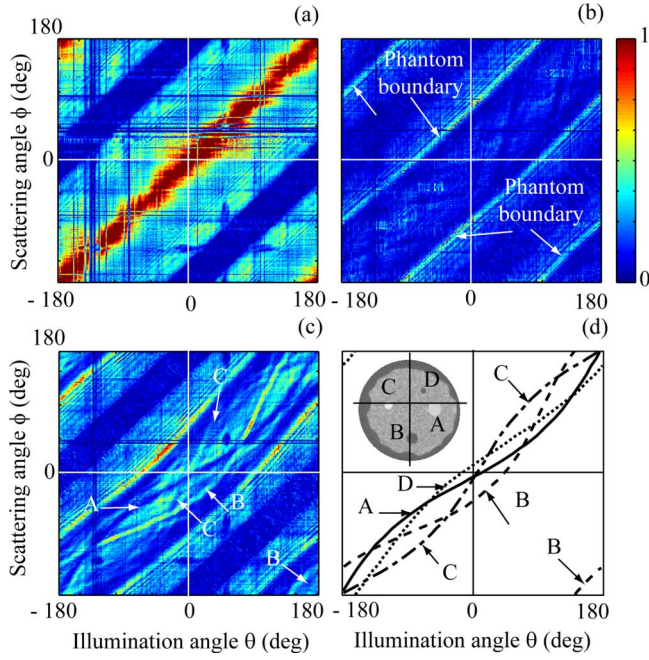 (a)
(b)
180
0
- 180
0
180
Scattering angle ϕ (deg)
Phantom
boundary
Phantom
boundary
- 180
0
180
1
0
(c)
(d)
180
0
- 180
0
180
Scattering angle ϕ (deg)
Illumination angle θ (deg)
C
A
B
C
B
C
D
A
B
C
D
A
B
C
B
- 180
0
180
Illumination angle θ (deg)